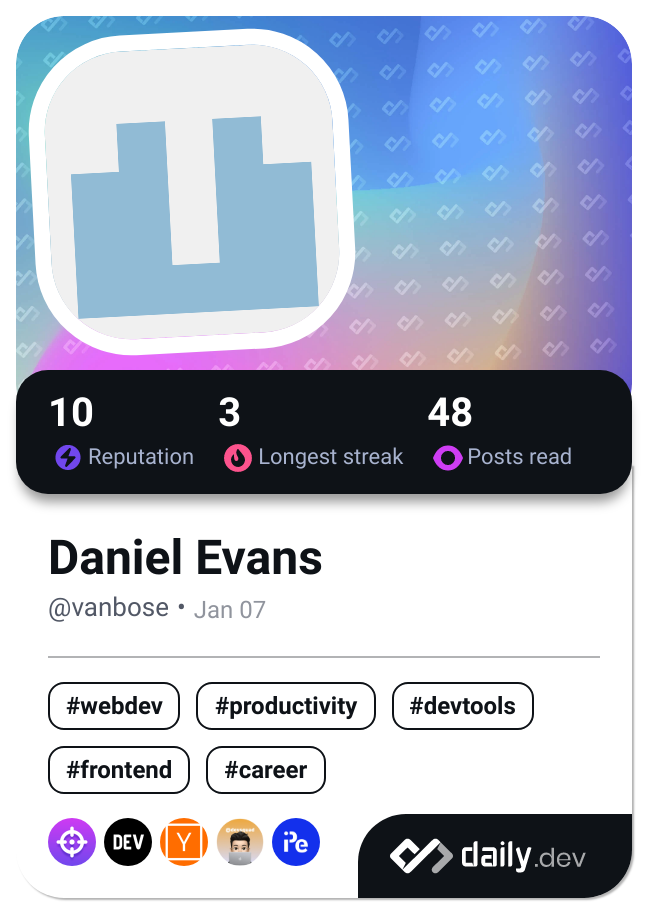 10 3 48
Reputation Longest streak Posts read
Daniel Evans
@vanbose • Jan 07
#webdev #productivity #devtools
#frontend #career
DEV Y iPe daily.dev